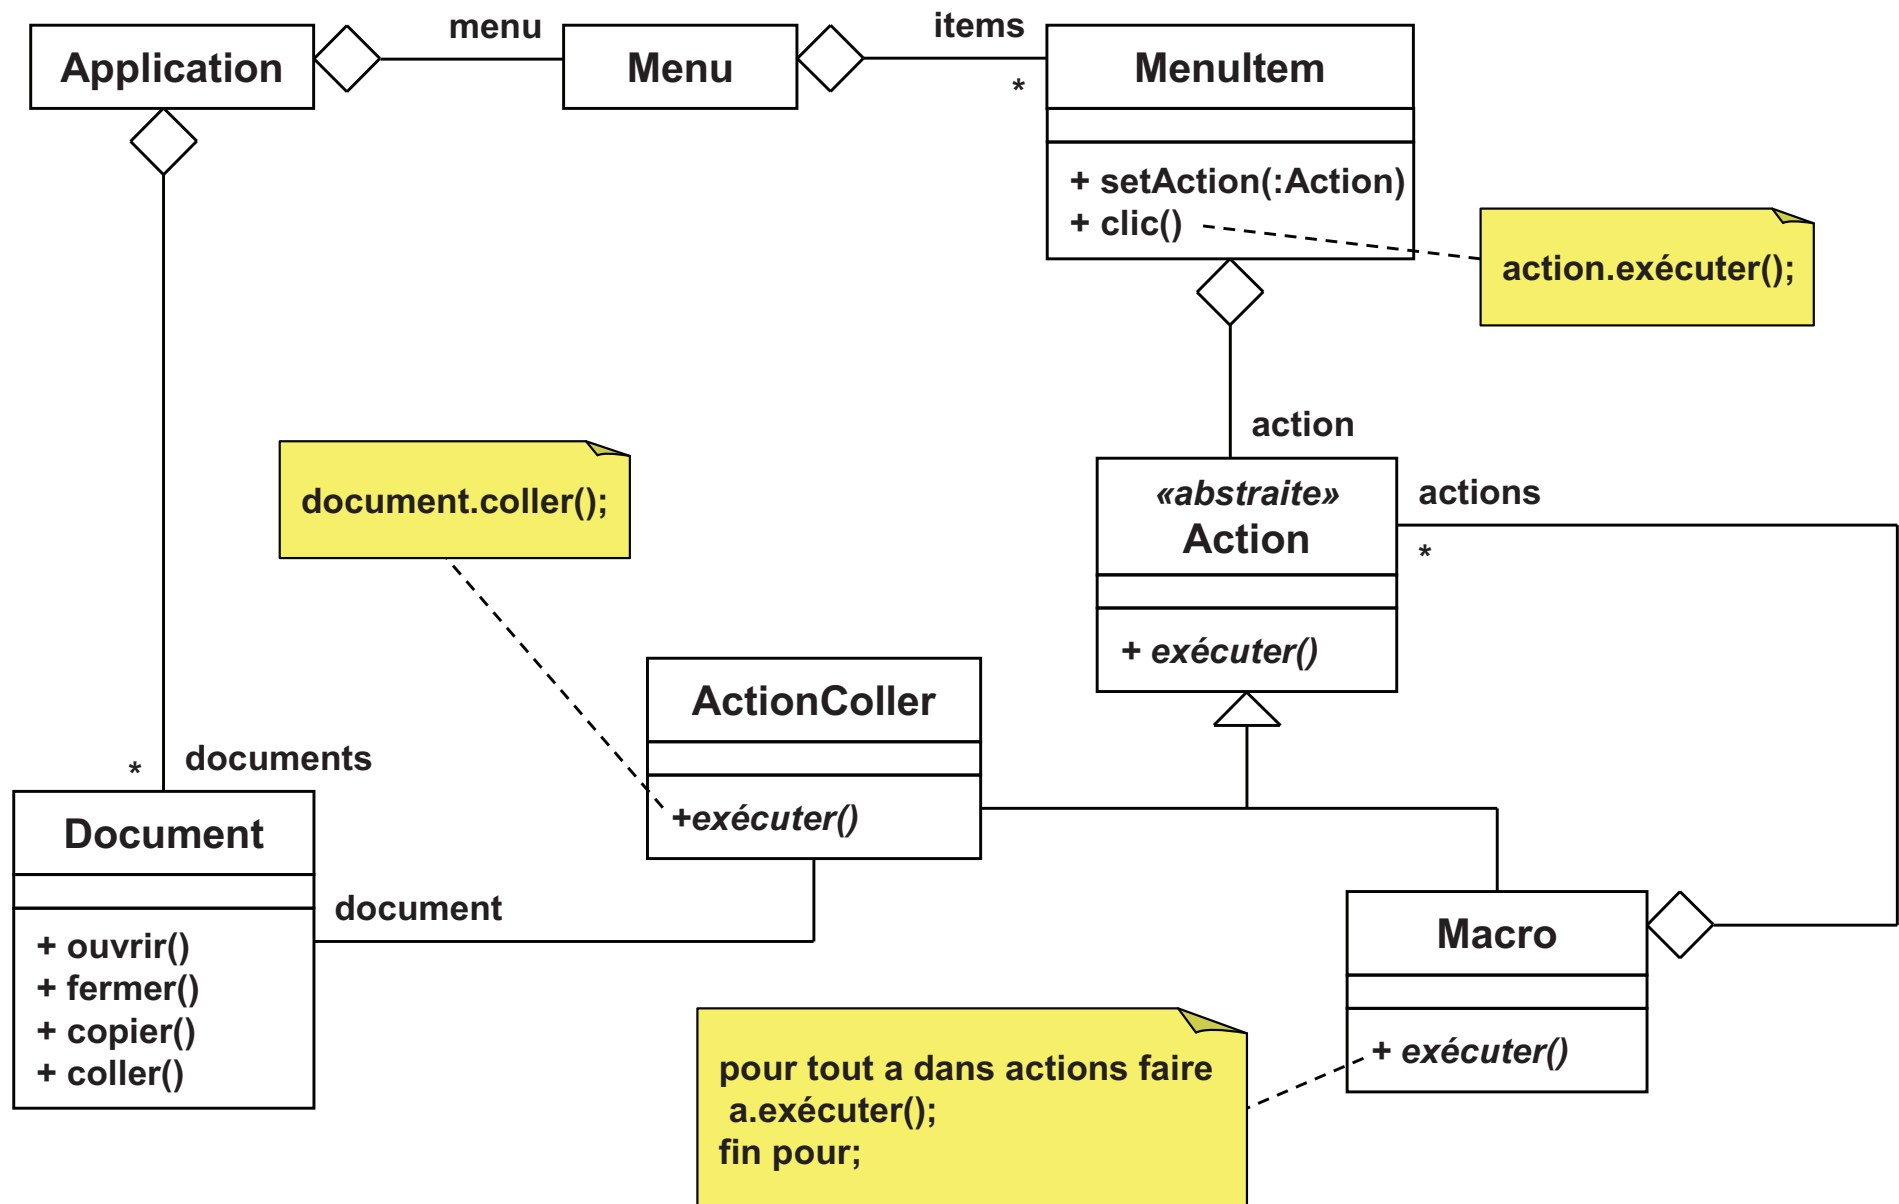 menu
items
Application
Menu
MenuItem
*
+ setAction(:Action)
+ clic()
action.exécuter();
action
document.coller();
«abstraite»
Action
actions
*
+ exécuter()
ActionColler
+exécuter()
documents
*
Document
+ ouvrir()
+ fermer()
+ copier()
+ coller()
document
Macro
+ exécuter()
pour tout a dans actions faire
a.exécuter();
fin pour;